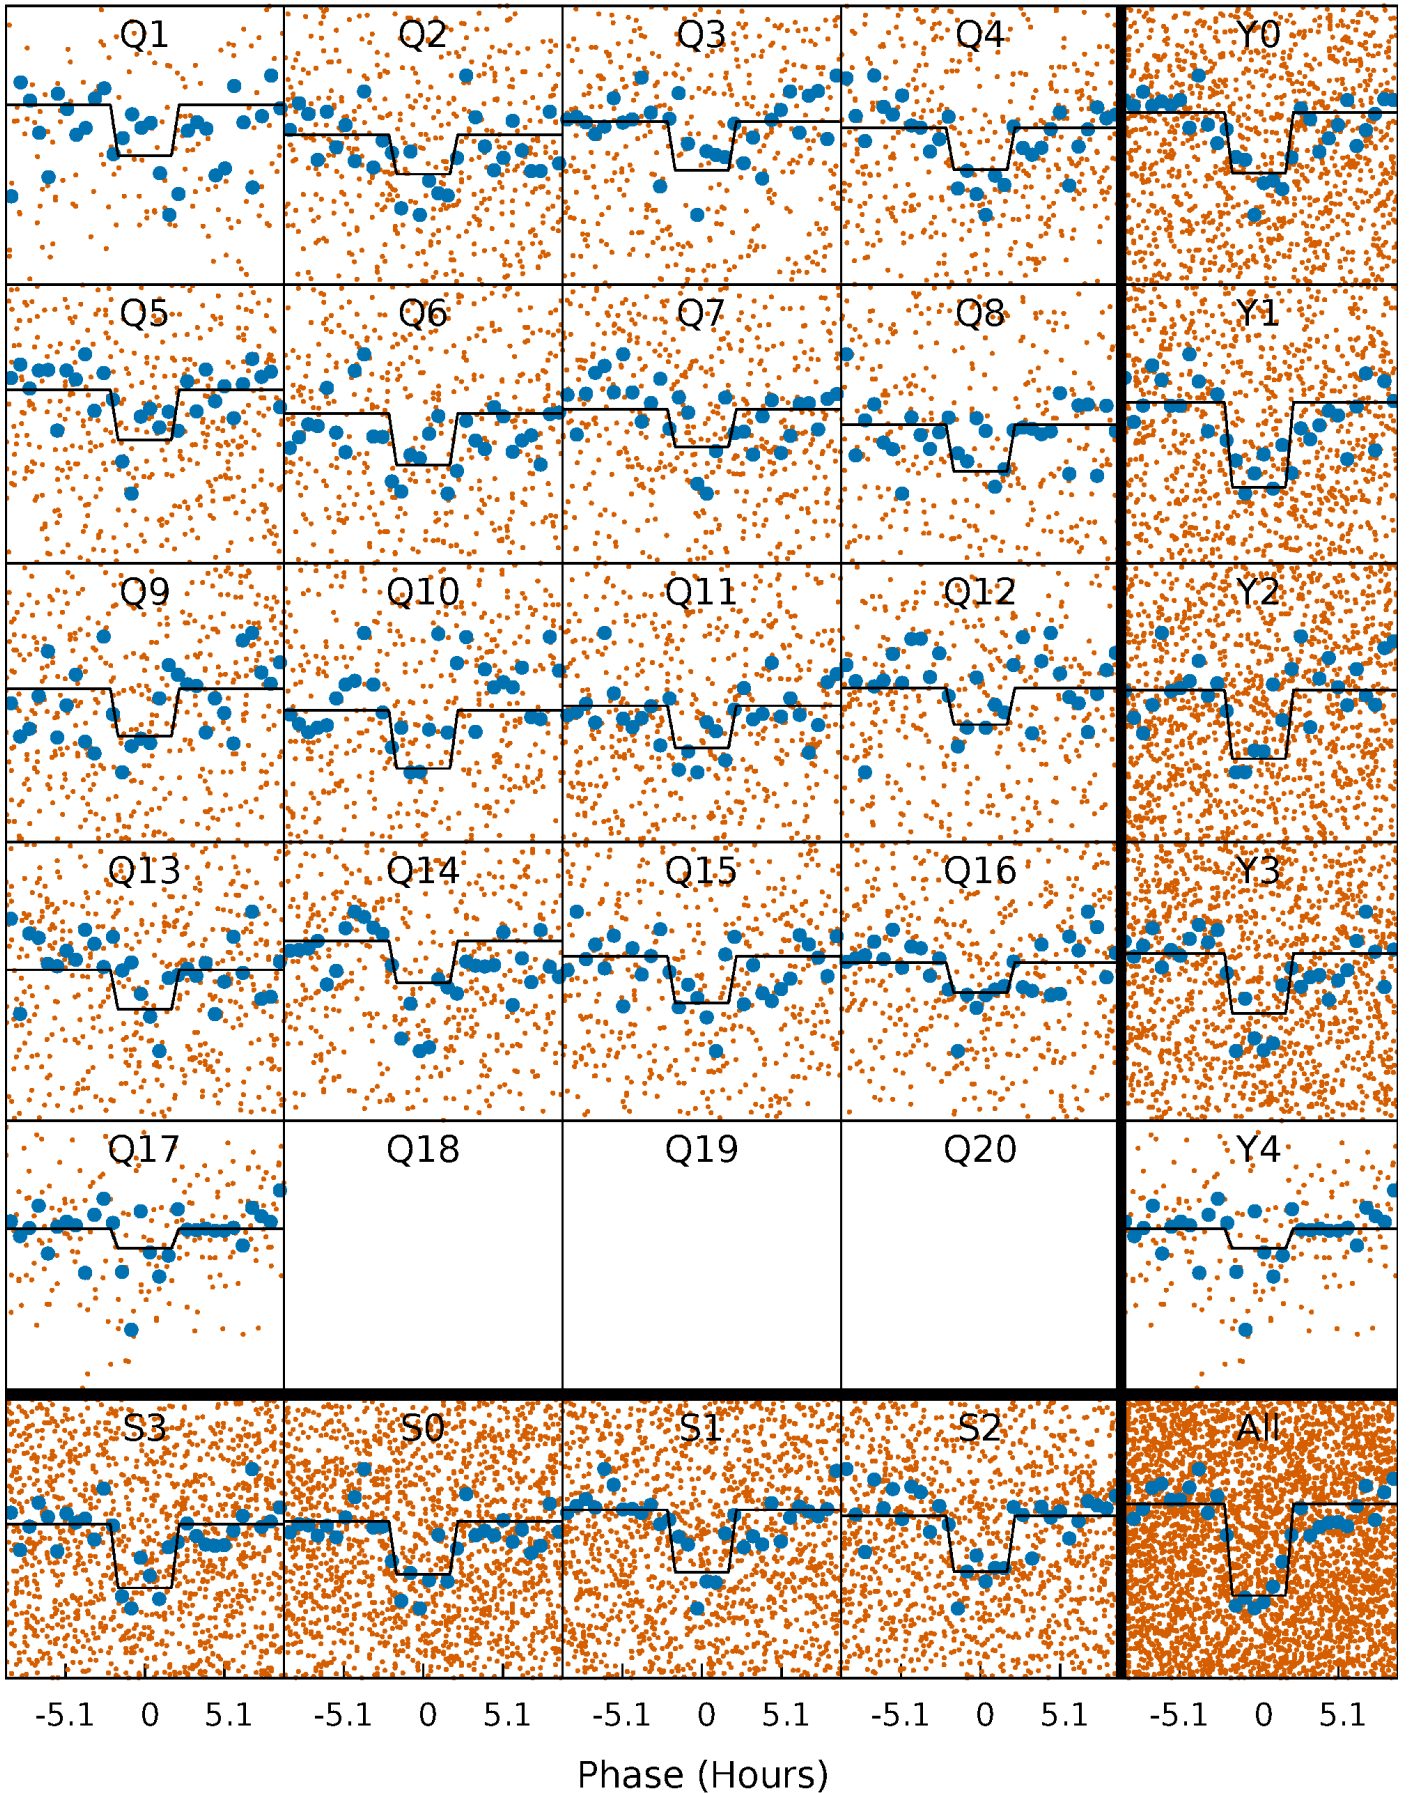 Q1 Q2 Q3 Q4 Y0
Q5 Q6 Q7 Q8 Y1
Q9 Q10 Q11 Q12 Y2
Q13 Q14 Q15 Q16 Y3
Q17 Q18 Q19 Q20 Y4
S3 S0 S1 S2 All
-5.1 0 5.1 -5.1 0 5.1 -5.1 0 5.1 -5.1 0 5.1 -5.1 0 5.1
Phase (Hours)